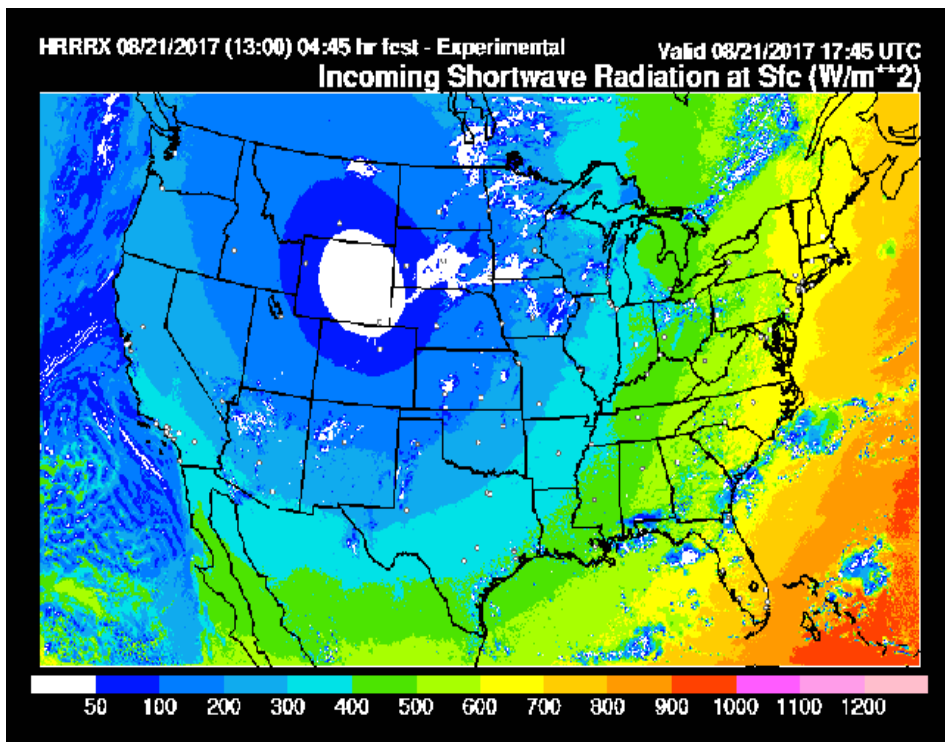 HRRRX 08/21/2017 (13:00) 04:45 hr fcst - Experimental
Valid 08/21/2017 17:45 UTC
Incoming Shortwave Radiation at Sfc (W/m**2)
50 100 200 300 400 500 600 700 800 900 1000 1100 1200